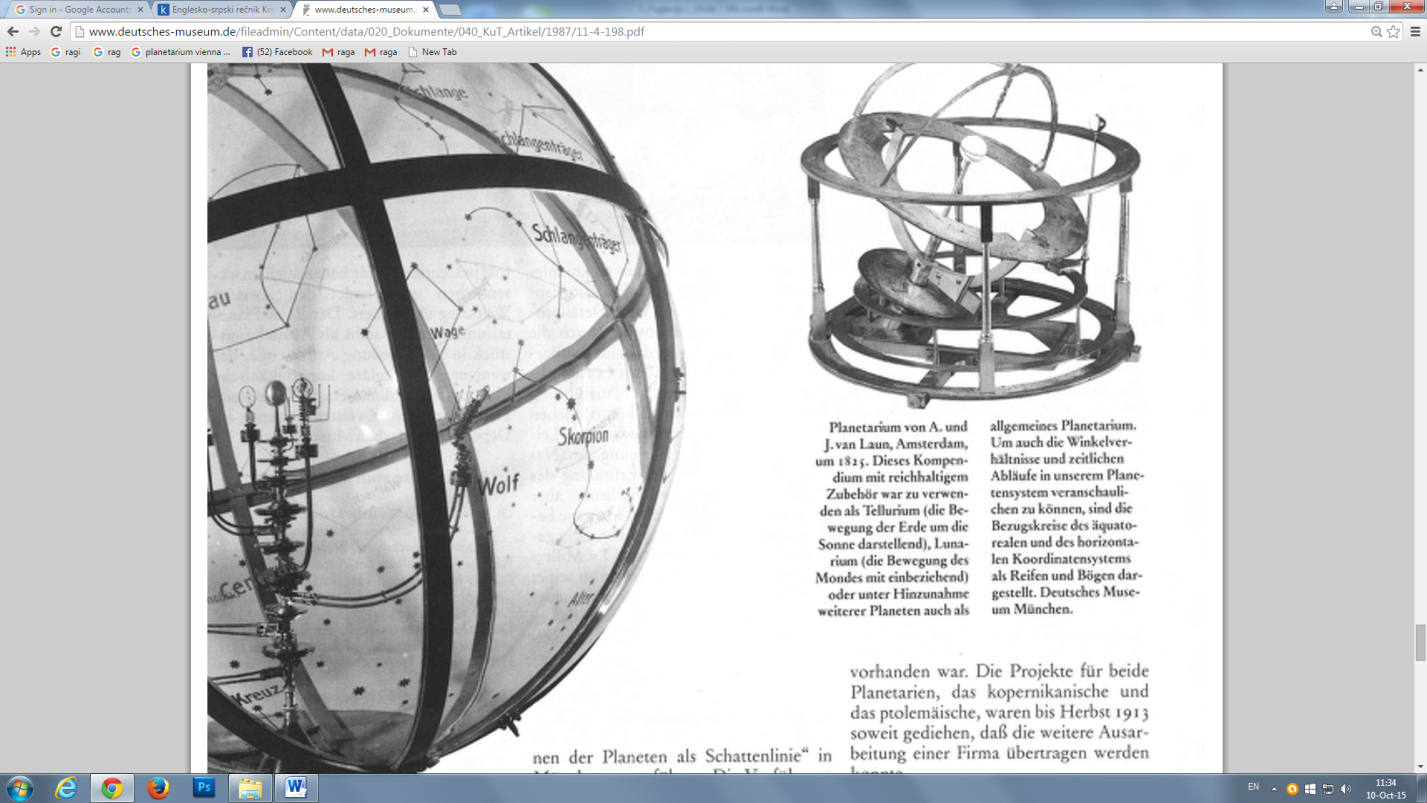 Sign in - Google Accounts
Englesko-srpski rečnik Krs
www.deutsches-museum.
www.deutsches-museum.de/fileadmin/Content/data/020_Dokumente/040_KuT_Artikel/1987/11-4-198.pdf
Apps ragi rag planetarium vienna ... (52) Facebook raga raga New Tab
Schlange
Schlangenträger
Schlangenträger
au
Wage
Skorpion
Wolf
Cen
Alter
Kreuz
Planetarium von A. und
J. van Laun, Amsterdam,
um 1825. Dieses Kompen-
dium mit reichhaltigem
Zubehör war zu verwen-
den als Tellurium (die Be-
wegung der Erde um die
Sonne darstellend), Luna-
rium (die Bewegung des
Mondes mit einbeziehend)
oder unter Hinzunahme
weiterer Planeten auch als
allgemeines Planetarium.
Um auch die Winkelver-
hältnisse und zeitlichen
Abläufe in unserem Plane-
tensystem veranschauli-
chen zu können, sind die
Bezugskreise des äquato-
realen und des horizonta-
len Koordinatensystems
als Reifen und Bögen dar-
gestellt. Deutsches Muse-
um München.
vorhanden war. Die Projekte für beide
Planetarien, das kopernikanische und
das ptolemäische, waren bis Herbst 1913
soweit gediehen, daß die weitere Ausar-
beitung einer Firma übertragen werden
nen der Planeten als Schattenlinie“ in
Ps
W
EN
11:34
10-Oct-15